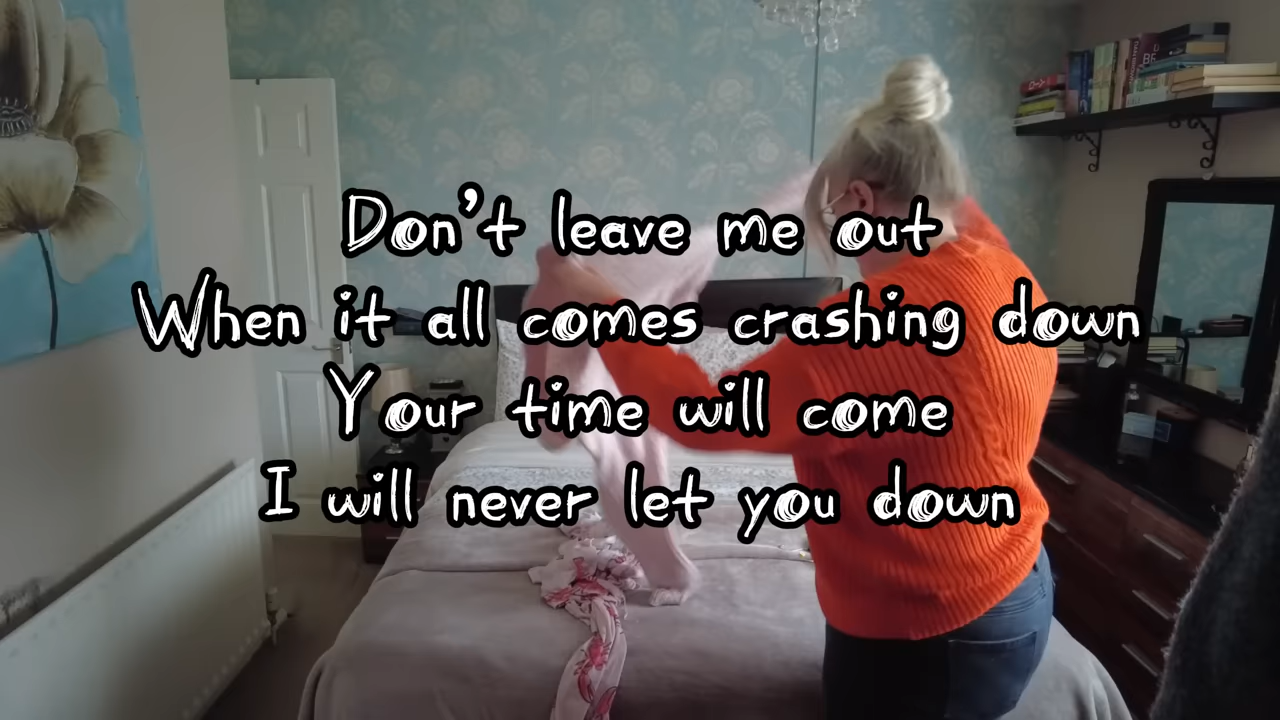 Don't leave me out
When it all comes crashing down
Your time will come
I will never let you down